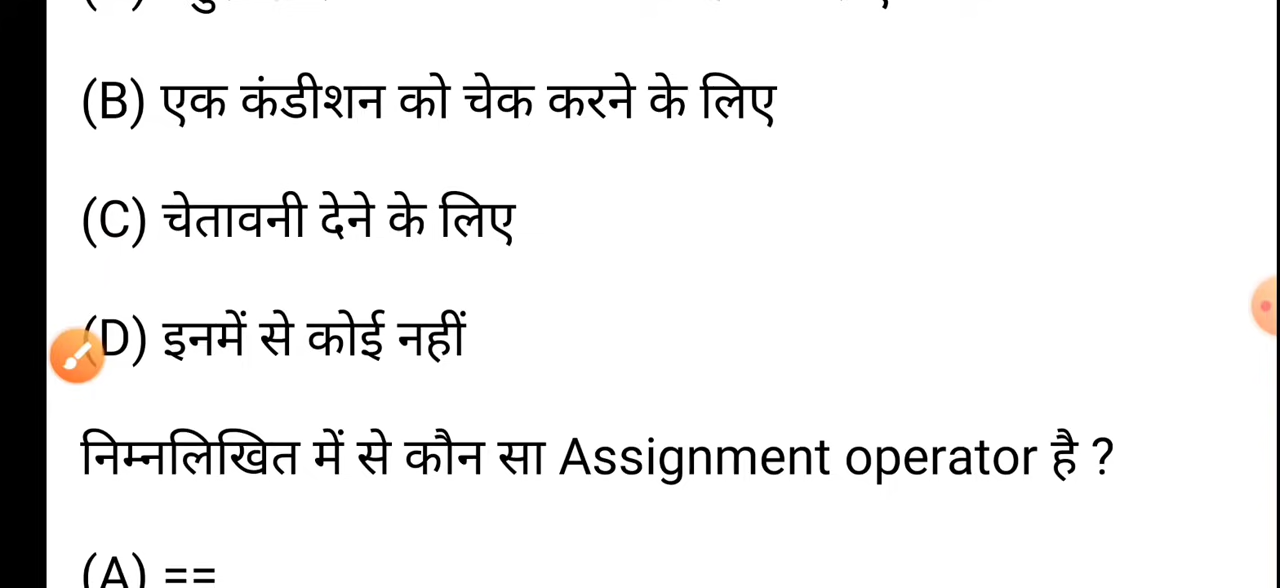 (B) एक कंडीशन को चेक करने के लिए
(C) चेतावनी देने के लिए
(D) इनमें से कोई नहीं
निम्नलिखित में से कौन सा Assignment operator है ?
(A) ==